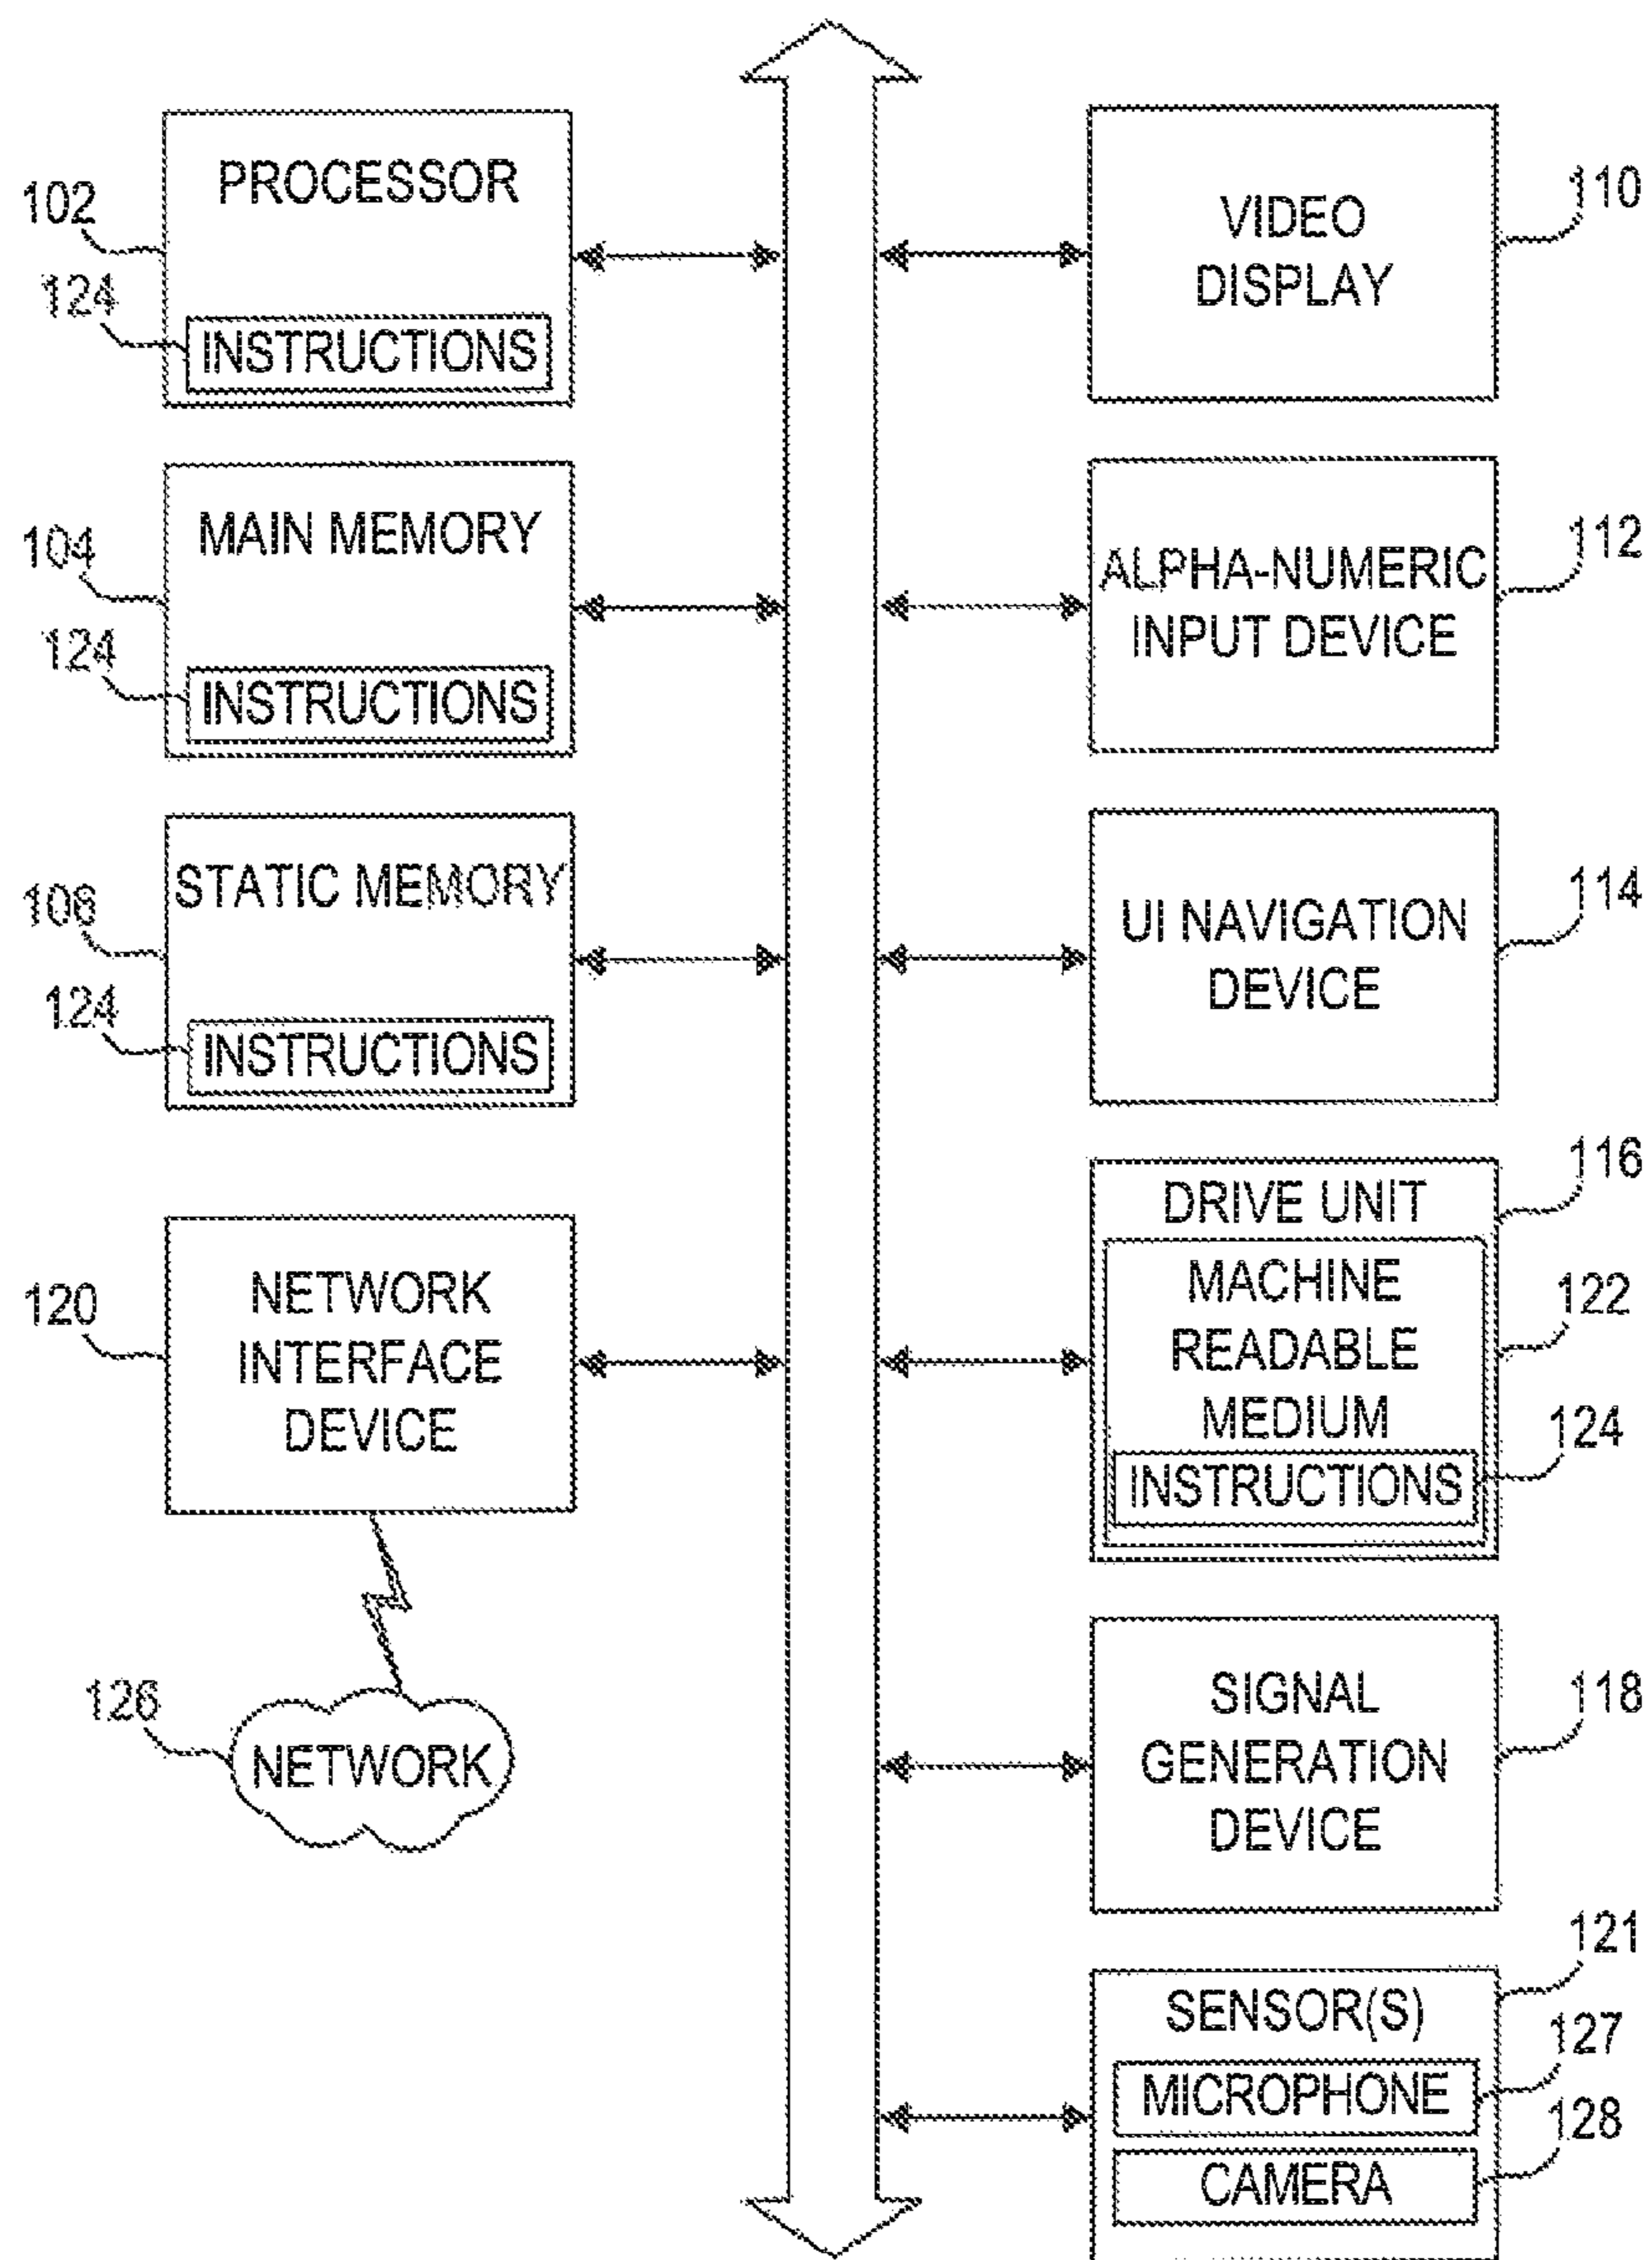 PROCESSOR
102
124
INSTRUCTIONS
MAIN MEMORY
104
124
INSTRUCTIONS
STATIC MEMORY
106
124
INSTRUCTIONS
NETWORK
INTERFACE
DEVICE
120
126
NETWORK
VIDEO
DISPLAY
110
ALPHA-NUMERIC
INPUT DEVICE
112
UI NAVIGATION
DEVICE
114
116
DRIVE UNIT
MACHINE
READABLE
MEDIUM
122
124
INSTRUCTIONS
SIGNAL
GENERATION
DEVICE
118
121
SENSOR(S)
127
MICROPHONE
128
CAMERA